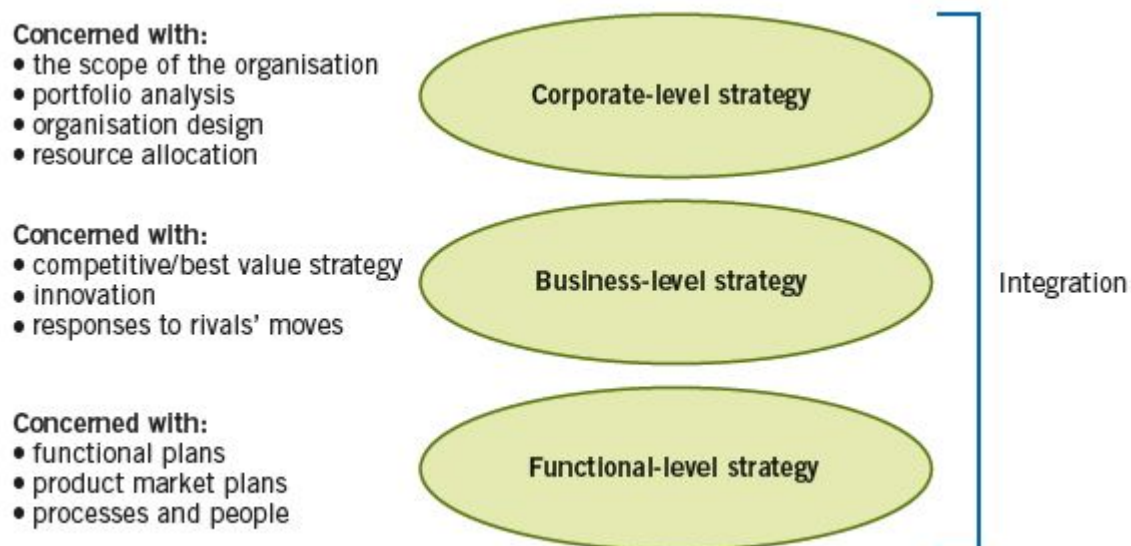 Concerned with:
• the scope of the organisation
• portfolio analysis
• organisation design
• resource allocation
Corporate-level strategy
Concerned with:
• competitive/best value strategy
• innovation
• responses to rivals’ moves
Business-level strategy
Integration
Concerned with:
• functional plans
• product market plans
• processes and people
Functional-level strategy